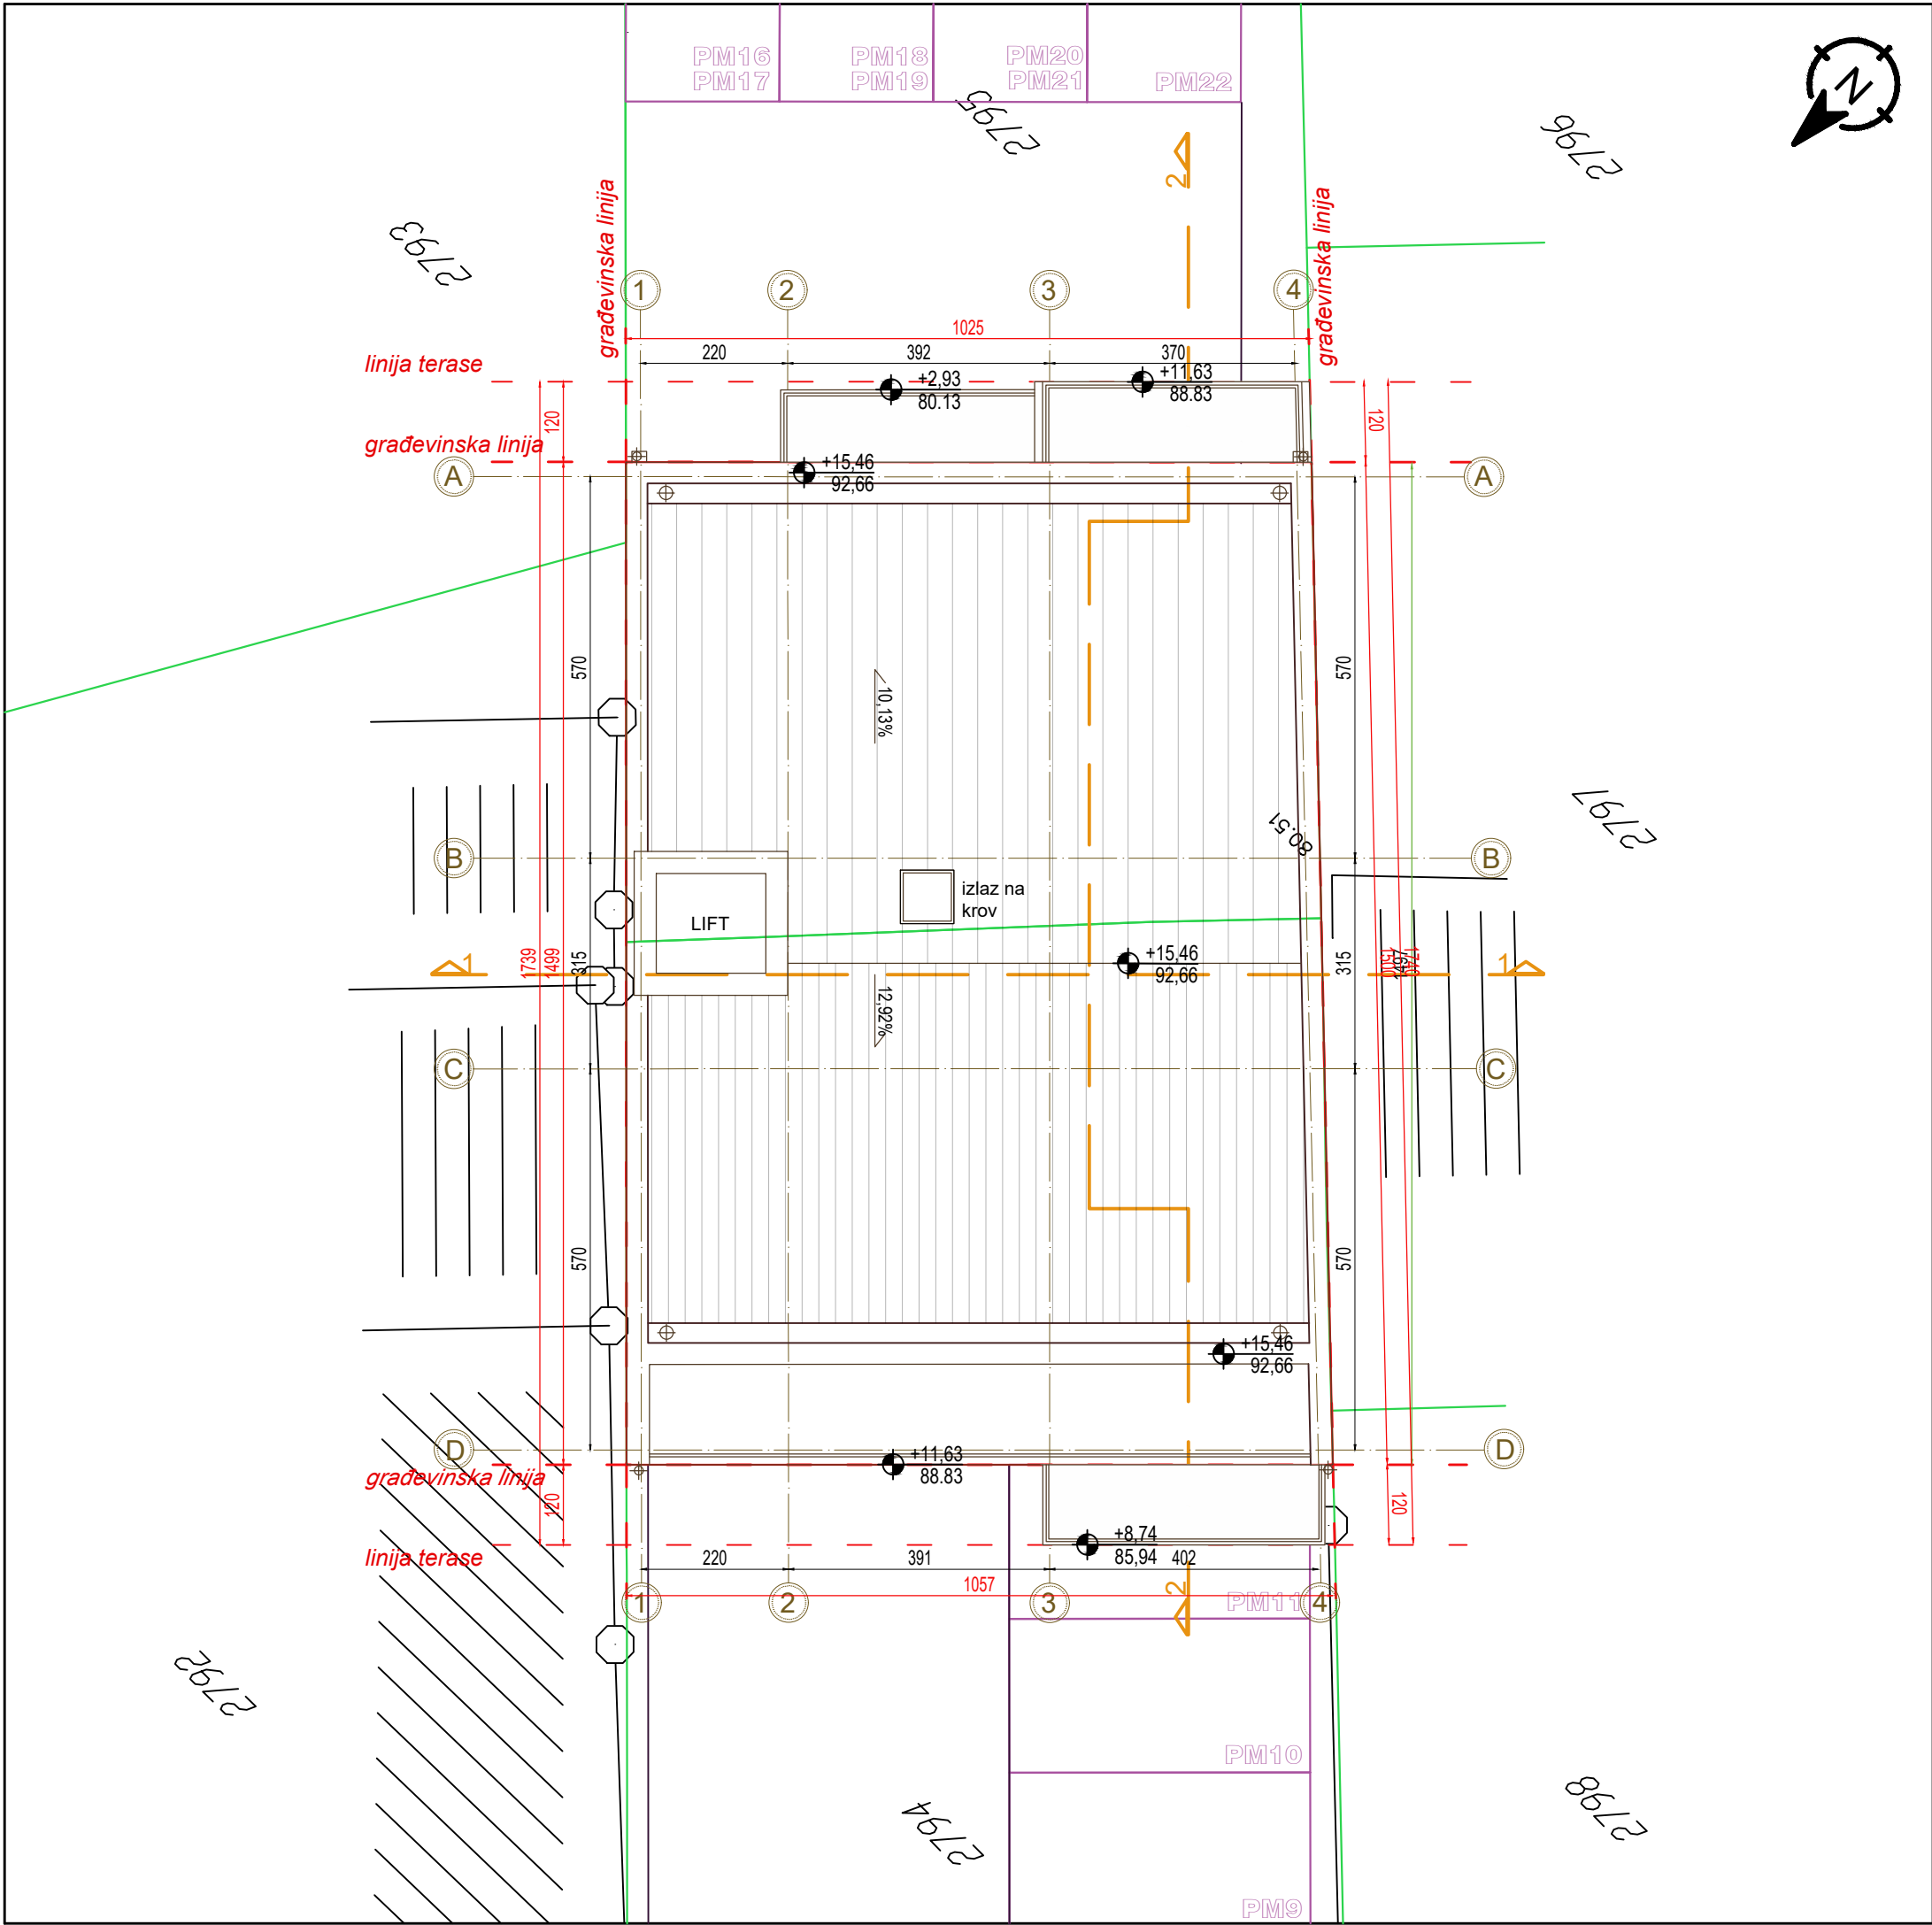 PM16
PM17
PM18
PM19
PM20
PM21
PM22
N
2795
2796
2793
2
građevinska linija
građevinska linija
1
2
3
4
1025
220
392
370
linija terase
120
+2,93
80.13
+11,63
88.83
120
građevinska linija
A
+15,46
92,66
A
570
10,13%
570
2797
80.51
B
B
LIFT
izlaz na
krov
1
1739
1499
315
+15,46
92,66
315
1
12,92%
C
C
570
570
+15,46
92,66
D
D
građevinska linija
120
+11,63
88.83
120
linija terase
+8,74
85,94
220
391
402
1057
1
2
3
2
4
PM11
2792
PM10
2794
2798
PM9